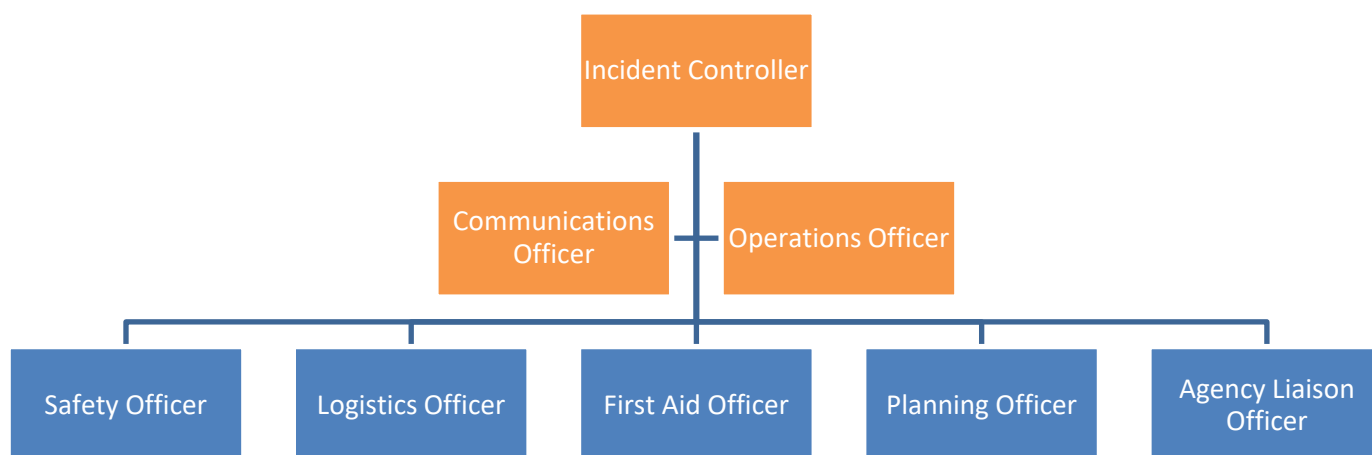 Incident Controller
Communications
Officer
Operations Officer
Safety Officer
Logistics Officer
First Aid Officer
Planning Officer
Agency Liaison
Officer